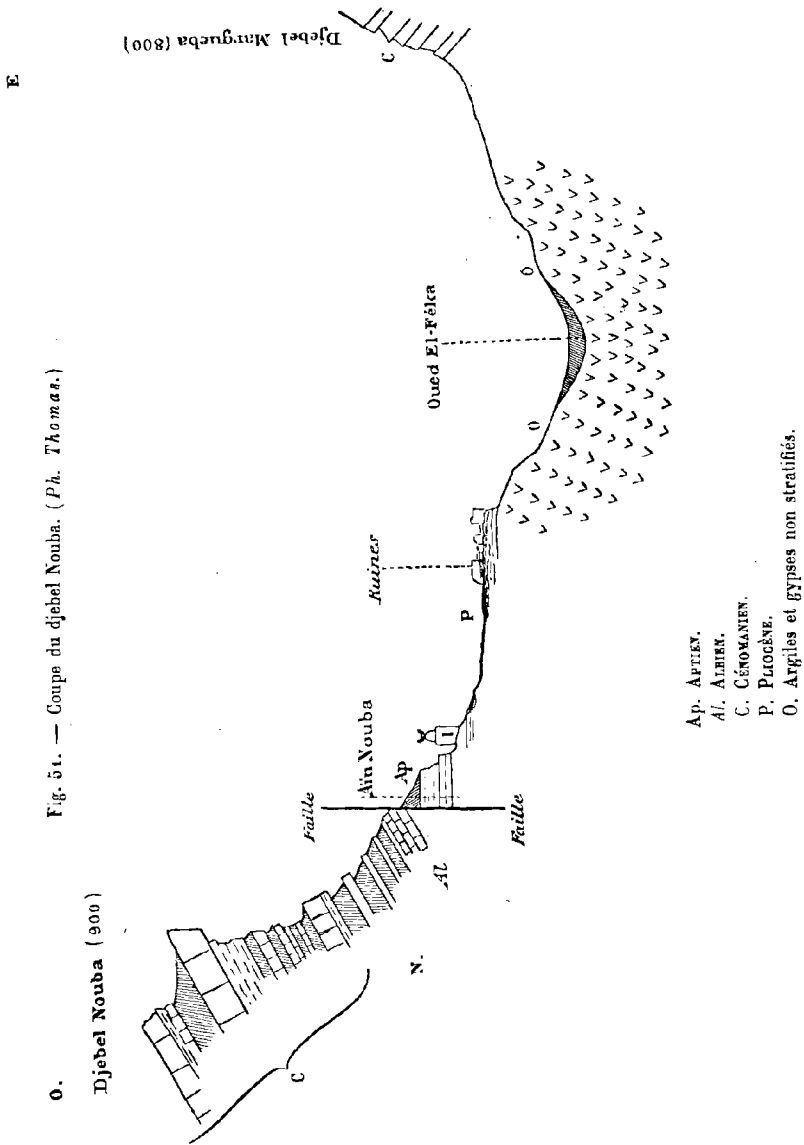 Fig. 51. — Coupe du djebel Nouba. (Ph. Thomas.)
O.
E
Djebel Nouba (900)
Djebel Margueba (800)
C
Faille
Aïn Nouba
Ap
Ruines
P
Oued El-Féka
O
O
C
N.
Al
Faille
Ap. APTIEN.
Al. ALBIEN.
C. CÉNOMANIEN.
P. PLIOCÈNE.
O. Argiles et gypses non stratifiés.